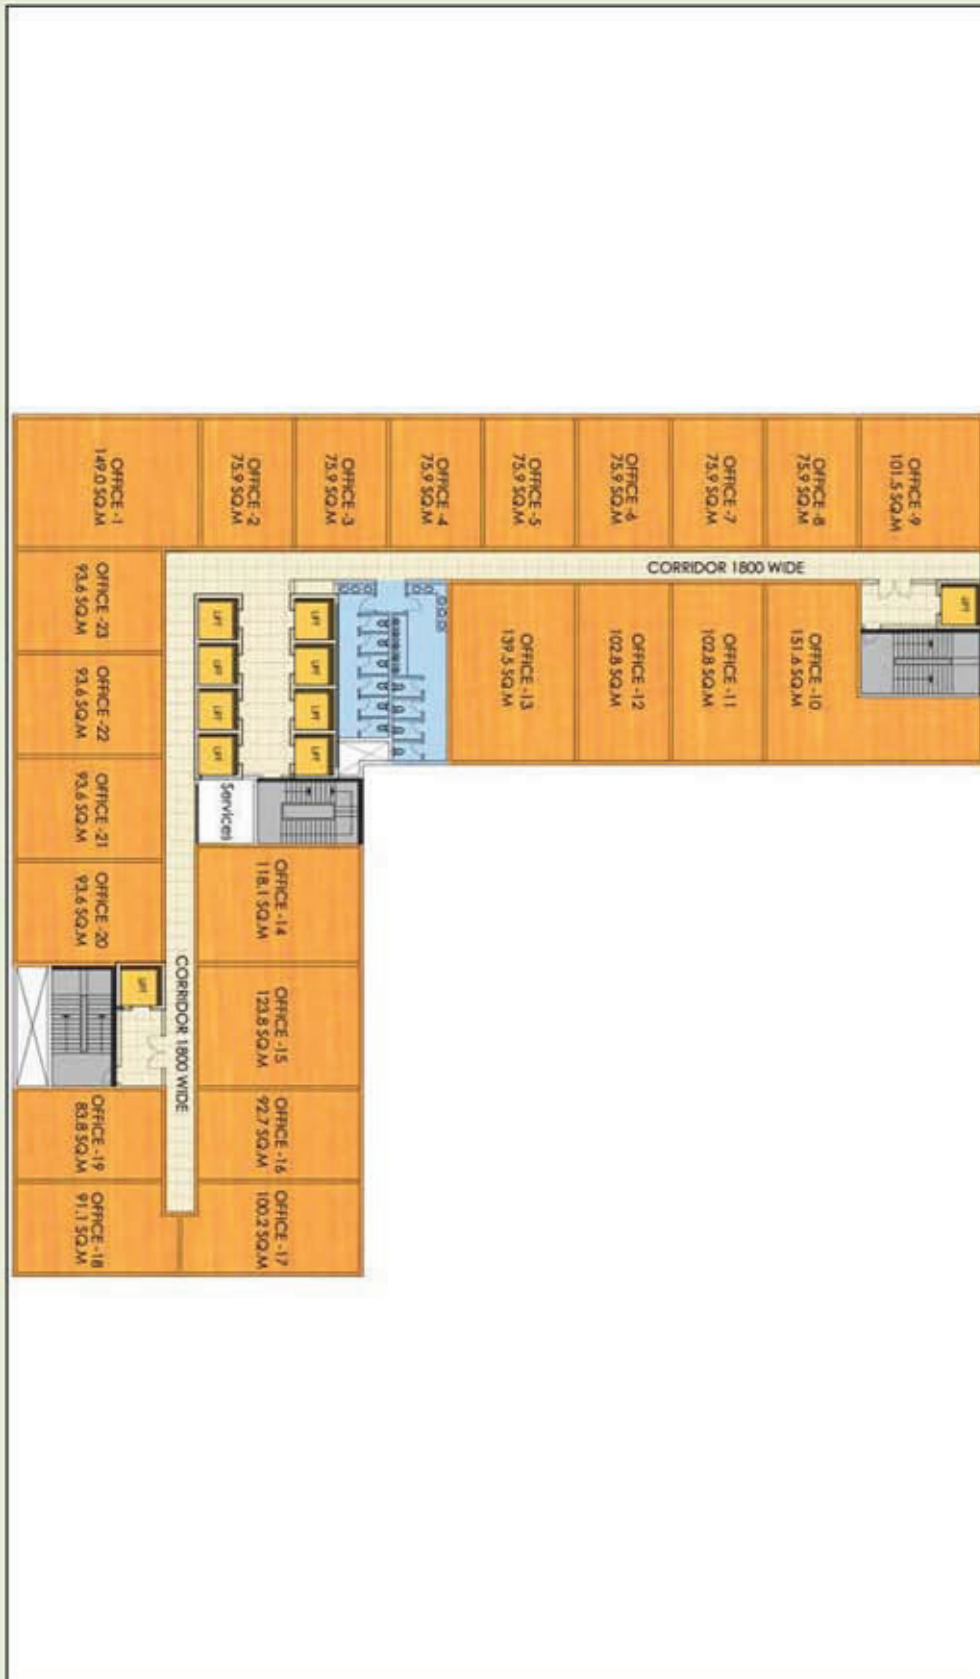 OFFICE -1
149.0 SQ.M
OFFICE -2
75.9 SQ.M
OFFICE -3
75.9 SQ.M
OFFICE -4
75.9 SQ.M
OFFICE -5
75.9 SQ.M
OFFICE -6
75.9 SQ.M
OFFICE -7
75.9 SQ.M
OFFICE -8
75.9 SQ.M
OFFICE -9
101.5 SQ.M
CORRIDOR 1800 WIDE
OFFICE -23
93.6 SQ.M
LIFT
LIFT
LIFT
OFFICE -13
139.5 SQ.M
OFFICE -12
102.8 SQ.M
OFFICE -11
102.8 SQ.M
OFFICE -10
151.6 SQ.M
OFFICE -22
93.6 SQ.M
LIFT
LIFT
LIFT
LIFT
LIFT
LIFT
OFFICE -21
93.6 SQ.M
Services
OFFICE -20
93.6 SQ.M
OFFICE -14
118.1 SQ.M
LIFT
CORRIDOR 1800 WIDE
OFFICE -15
123.8 SQ.M
OFFICE -19
83.8 SQ.M
OFFICE -16
92.7 SQ.M
OFFICE -18
91.1 SQ.M
OFFICE -17
100.2 SQ.M